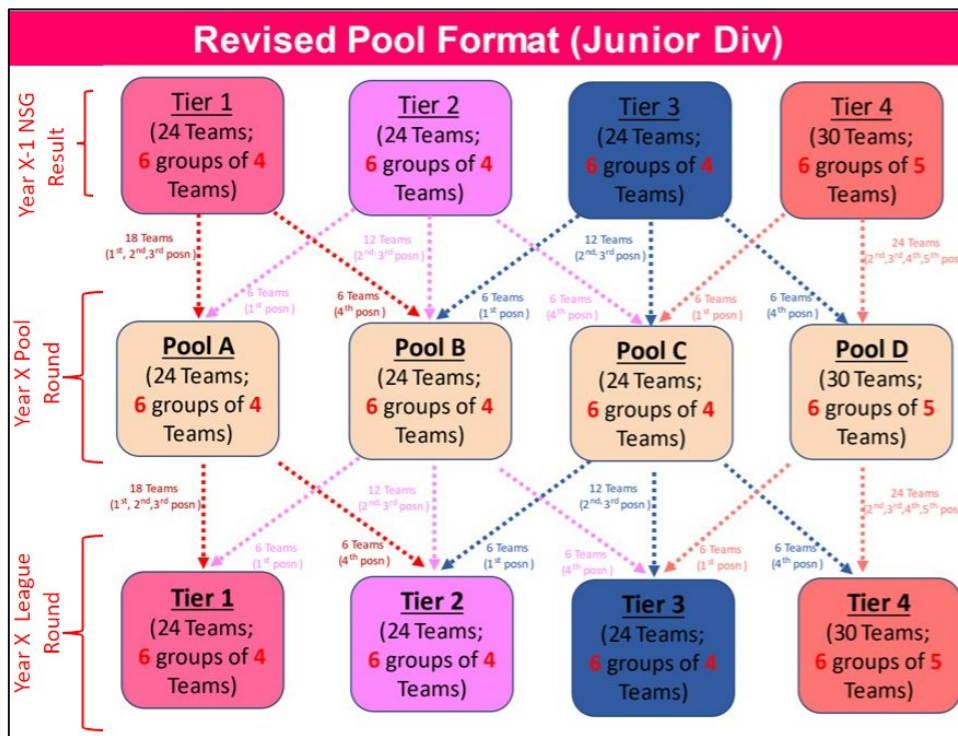 Revised Pool Format (Junior Div)
Year X-1 NSG
Result
Tier 1
(24 Teams;
6 groups of 4
Teams)
Tier 2
(24 Teams;
6 groups of 4
Teams)
Tier 3
(24 Teams;
6 groups of 4
Teams)
Tier 4
(30 Teams;
6 groups of 5
Teams)
18 Teams
(1st, 2nd,3rd posn)
6 Teams
(1st posn)
6 Teams
(4th posn)
12 Teams
(2nd, 3rd posn)
6 Teams
(1st posn)
6 Teams
(4th posn)
12 Teams
(2nd, 3rd posn)
6 Teams
(1st posn)
6 Teams
(4th posn)
24 Teams
(2nd,3rd,4th,5th pos
Year X Pool
Round
Pool A
(24 Teams;
6 groups of 4
Teams)
Pool B
(24 Teams;
6 groups of 4
Teams)
Pool C
(24 Teams;
6 groups of 4
Teams)
Pool D
(30 Teams;
6 groups of 5
Teams)
18 Teams
(1st, 2nd,3rd posn)
6 Teams
(1st posn)
6 Teams
(4th posn)
12 Teams
(2nd, 3rd posn)
6 Teams
(1st posn)
6 Teams
(4th posn)
12 Teams
(2nd, 3rd posn)
6 Teams
(1st posn)
6 Teams
(4th posn)
24 Teams
(2nd,3rd,4th,5th posn
Year X League
Round
Tier 1
(24 Teams;
6 groups of 4
Teams)
Tier 2
(24 Teams;
6 groups of 4
Teams)
Tier 3
(24 Teams;
6 groups of 4
Teams)
Tier 4
(30 Teams;
6 groups of 5
Teams)